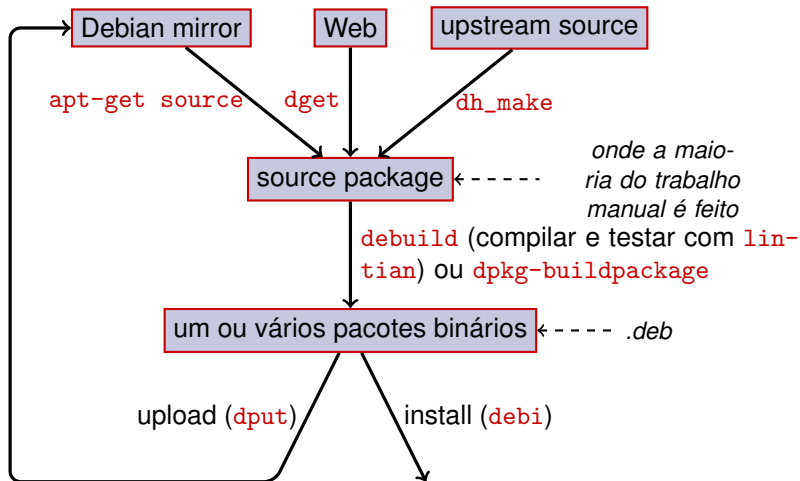 Debian mirror
Web
upstream source
apt-get source
dget
dh_make
source package
onde a maio-
ria do trabalho
manual é feito
debuild (compilar e testar com lin-
tian) ou dpkg-buildpackage
um ou vários pacotes binários
.deb
upload (dput)
install (debi)